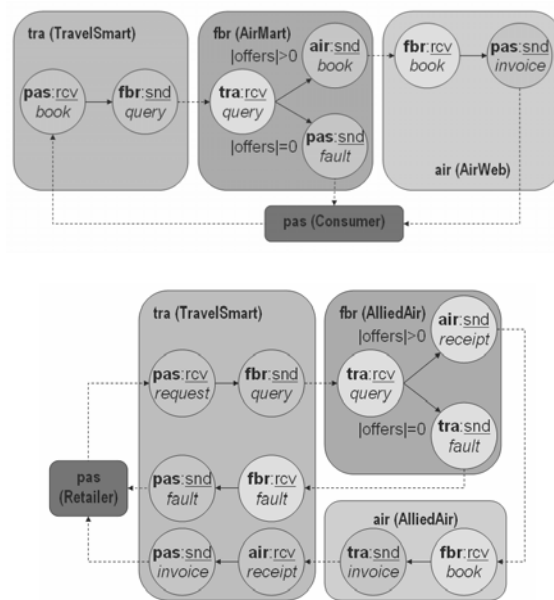 tra (TravelSmart)
fbr (AirMart)
|offers|>0
air:snd
book
fbr:rcv
book
pas:snd
invoice
pas:rcv
book
fbr:snd
query
tra:rcv
query
|offers|=0
pas:snd
fault
air (AirWeb)
pas (Consumer)
tra (TravelSmart)
fbr (AlliedAir)
|offers|>0
air:snd
receipt
pas:rcv
request
fbr:snd
query
tra:rcv
query
|offers|=0
tra:snd
fault
pas
(Retailer)
pas:snd
fault
fbr:rcv
fault
air (AlliedAir)
pas:snd
invoice
air:rcv
receipt
tra:snd
invoice
fbr:rcv
book